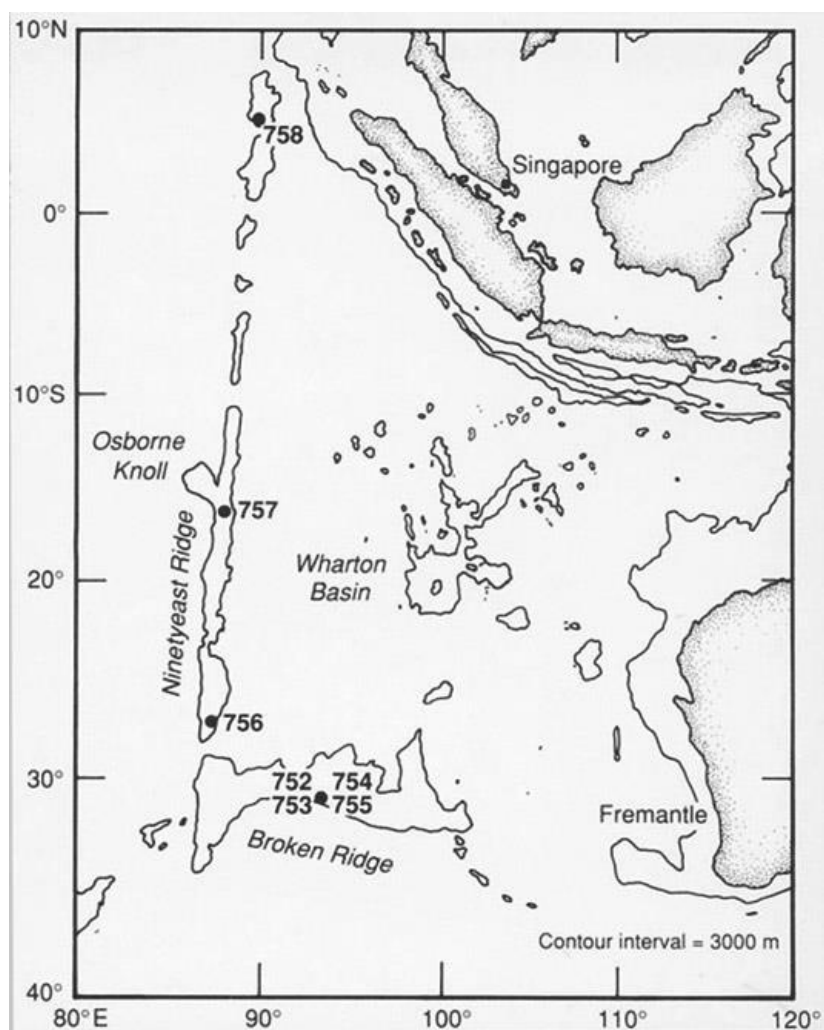 10°N
758
Singapore
0°
10°S
Osborne
Knoll
757
Ninetyeast Ridge
Wharton
Basin
20°
756
30°
752 754
753 755
Fremantle
Broken Ridge
Contour interval = 3000 m
40°
80°E 90° 100° 110° 120°